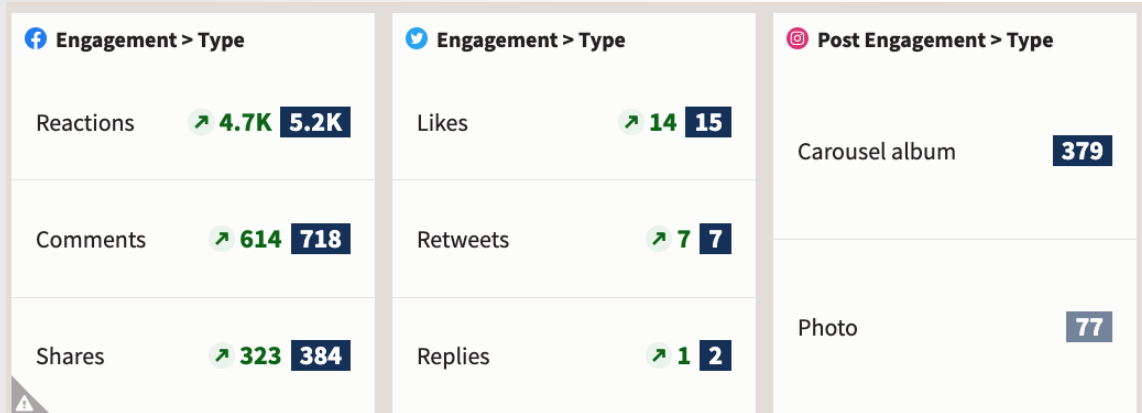 Engagement > Type
Reactions 4.7K 5.2K
Comments 614 718
Shares 323 384
Engagement > Type
Likes 14 15
Retweets 7 7
Replies 1 2
Post Engagement > Type
Carousel album 379
Photo 77